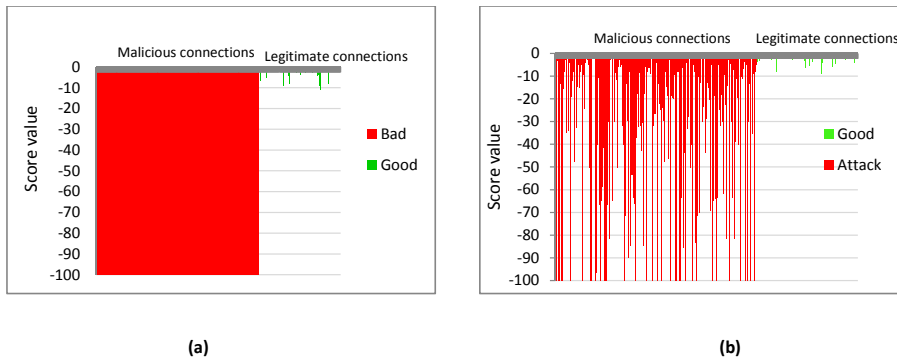 Malicious connections
Legitimate connections
0
-10
-20
-30
-40
-50
-60
-70
-80
-90
-100
Score value
Bad
Good
(a)
Malicious connections
Legitimate connections
0
-10
-20
-30
-40
-50
-60
-70
-80
-90
-100
Score value
Good
Attack
(b)